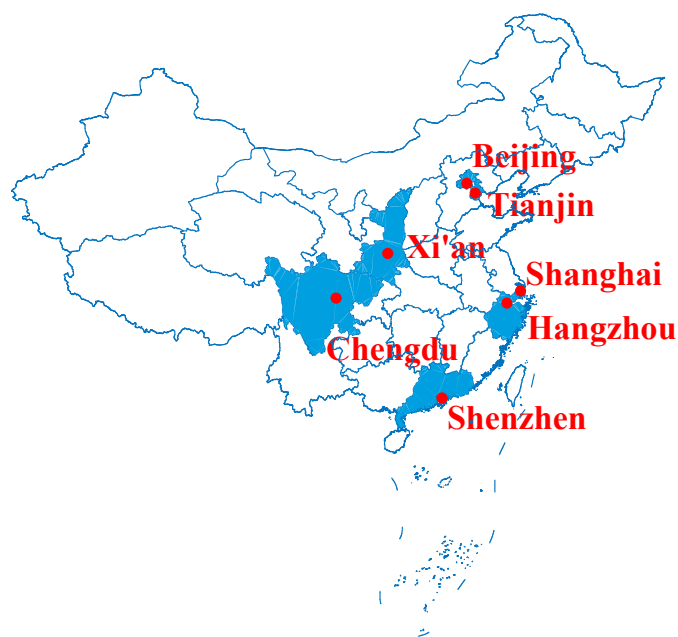 Beijing
Tianjin
Xi'an
Shanghai
Hangzhou
Chengdu
Shenzhen